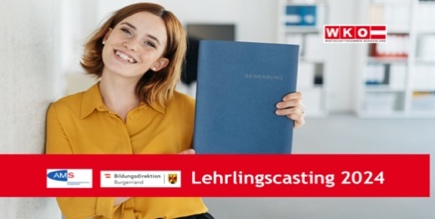 WKO
BEWERBUNG
AMS
Bildungsdirektion
Burgenland
Lehrlingscasting 2024